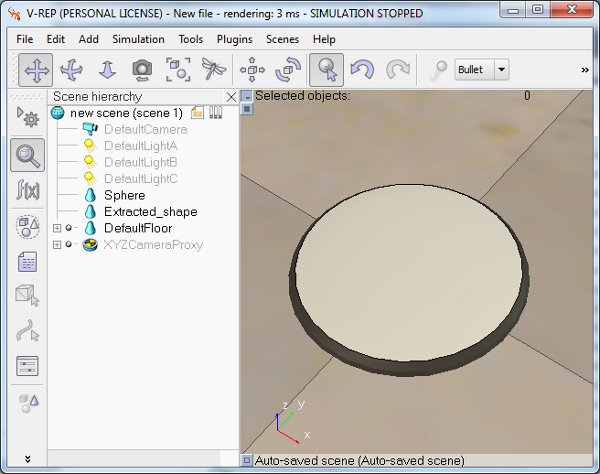 V-REP (PERSONAL LICENSE) - New file - rendering: 3 ms - SIMULATION STOPPED
File Edit Add Simulation Tools Plugins Scenes Help
Bullet »
Scene hierarchy
Selected objects: 0
new scene (scene 1)
DefaultCamera
DefaultLightA
DefaultLightB
DefaultLightC
Sphere
Extracted_shape
DefaultFloor
XYZCameraProxy
f(x)
z y
x
Auto-saved scene (Auto-saved scene)